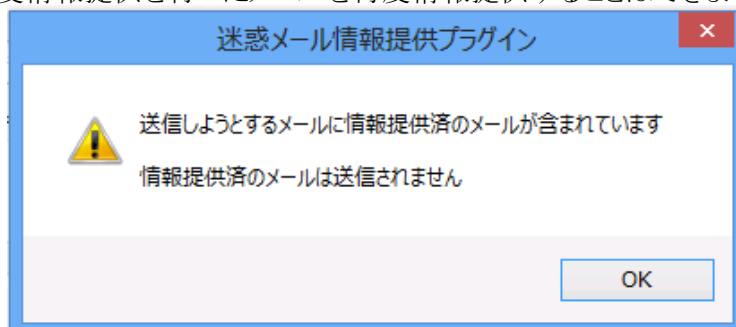 迷惑メール情報提供プラグイン
送信しようとするメールに情報提供済のメールが含まれています
情報提供済のメールは送信されません
OK